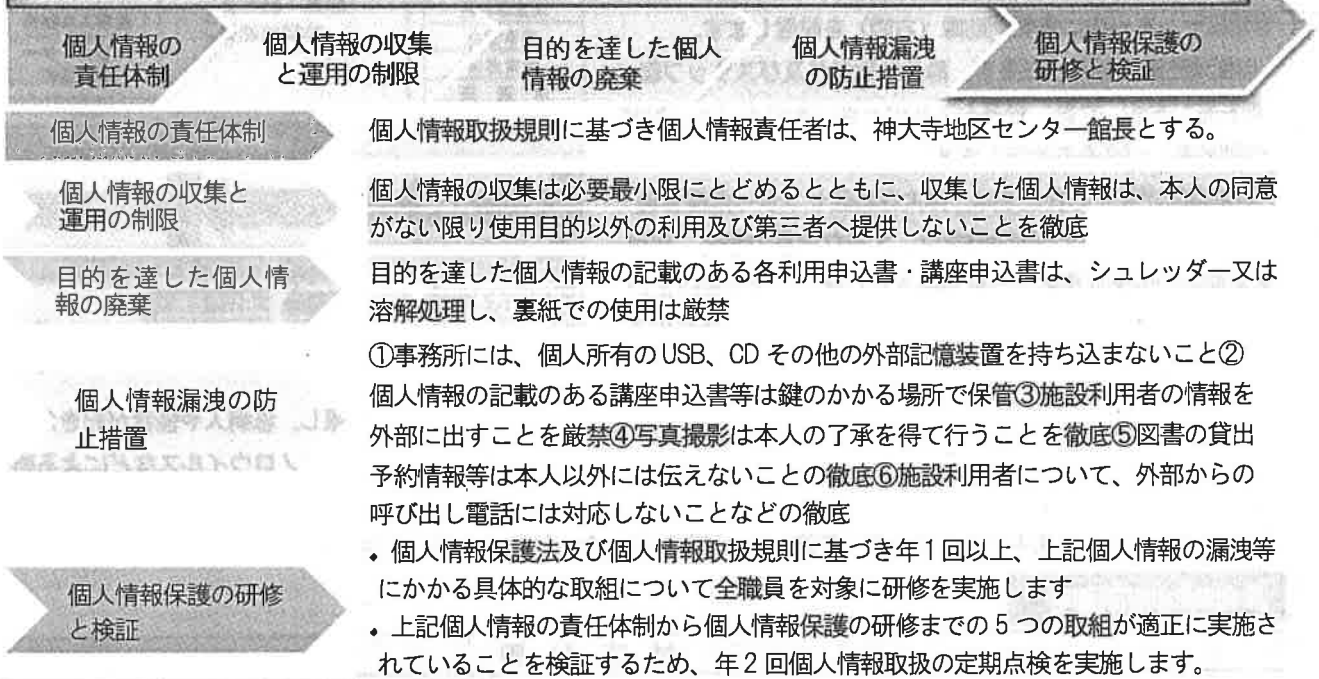 個人情報の
責任体制
個人情報の収集
と運用の制限
目的を達した個人
情報の廃棄
個人情報漏洩
の防止措置
個人情報保護の
研修と検証
個人情報の責任体制
個人情報取扱規則に基づき個人情報責任者は、神大寺地区センター館長とする。
個人情報の収集と
運用の制限
個人情報の収集は必要最小限にとどめるとともに、収集した個人情報は、本人の同意
がない限り使用目的以外の利用及び第三者へ提供しないことを徹底
目的を達した個人情
報の廃棄
目的を達した個人情報の記載のある各利用申込書・講座申込書は、シュレッダー又は
溶解処理し、裏紙での使用は厳禁
個人情報漏洩の防
止措置
①事務所には、個人所有のUSB、CDその他の外部記憶装置を持ち込まないこと②
個人情報の記載のある講座申込書等は鍵のかかる場所で保管③施設利用者の情報を
外部に出すことを厳禁④写真撮影は本人の了承を得て行うことを徹底⑤図書の貸出
予約情報等は本人以外には伝えないことの徹底⑥施設利用者について、外部からの
呼び出し電話には対応しないことなどの徹底
個人情報保護の研修
と検証
・個人情報保護法及び個人情報取扱規則に基づき年1回以上、上記個人情報の漏洩等
にかかる具体的な取組について全職員を対象に研修を実施します
・上記個人情報の責任体制から個人情報保護の研修までの5つの取組が適正に実施さ
れていることを検証するため、年2回個人情報取扱の定期点検を実施します。